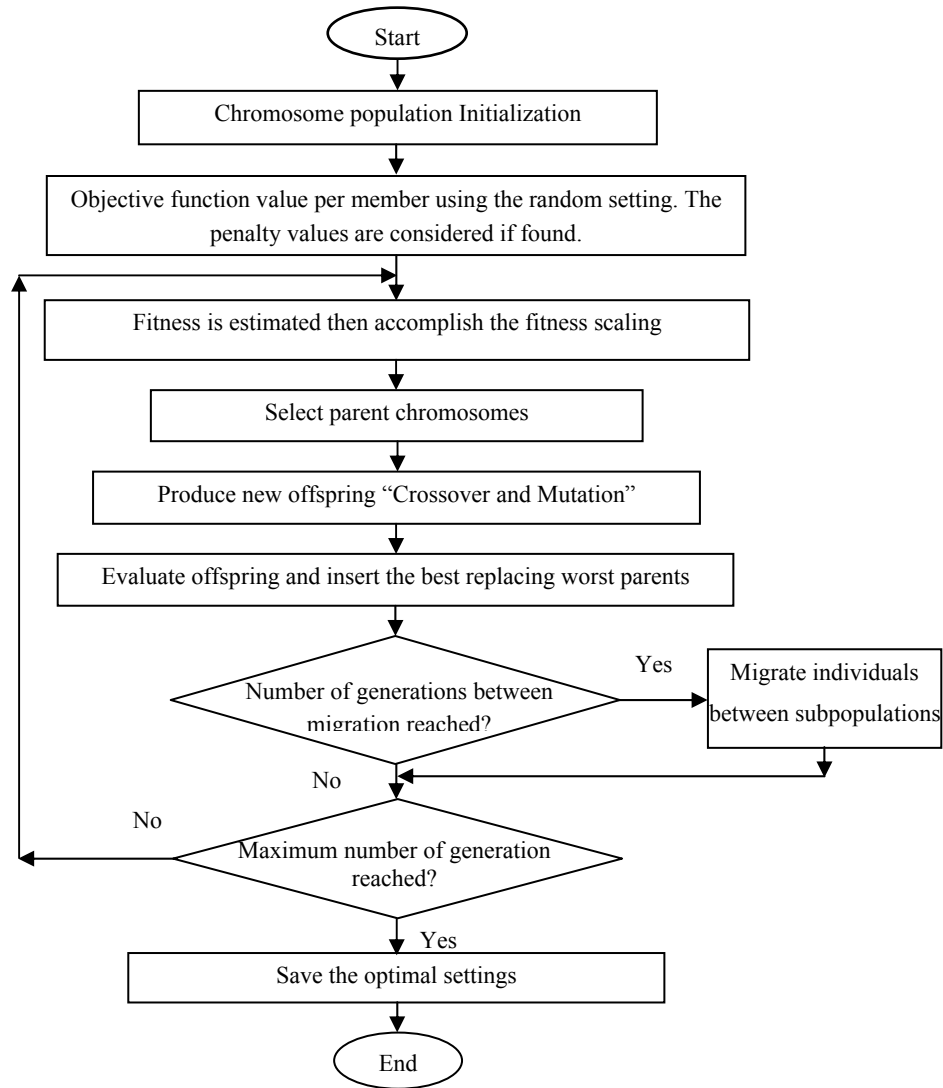 Start
Chromosome population Initialization
Objective function value per member using the random setting. The
penalty values are considered if found.
Fitness is estimated then accomplish the fitness scaling
Select parent chromosomes
Produce new offspring “Crossover and Mutation”
Evaluate offspring and insert the best replacing worst parents
Number of generations between
migration reached?
Yes
Migrate individuals
between subpopulations
No
Maximum number of generation
reached?
No
Yes
Save the optimal settings
End